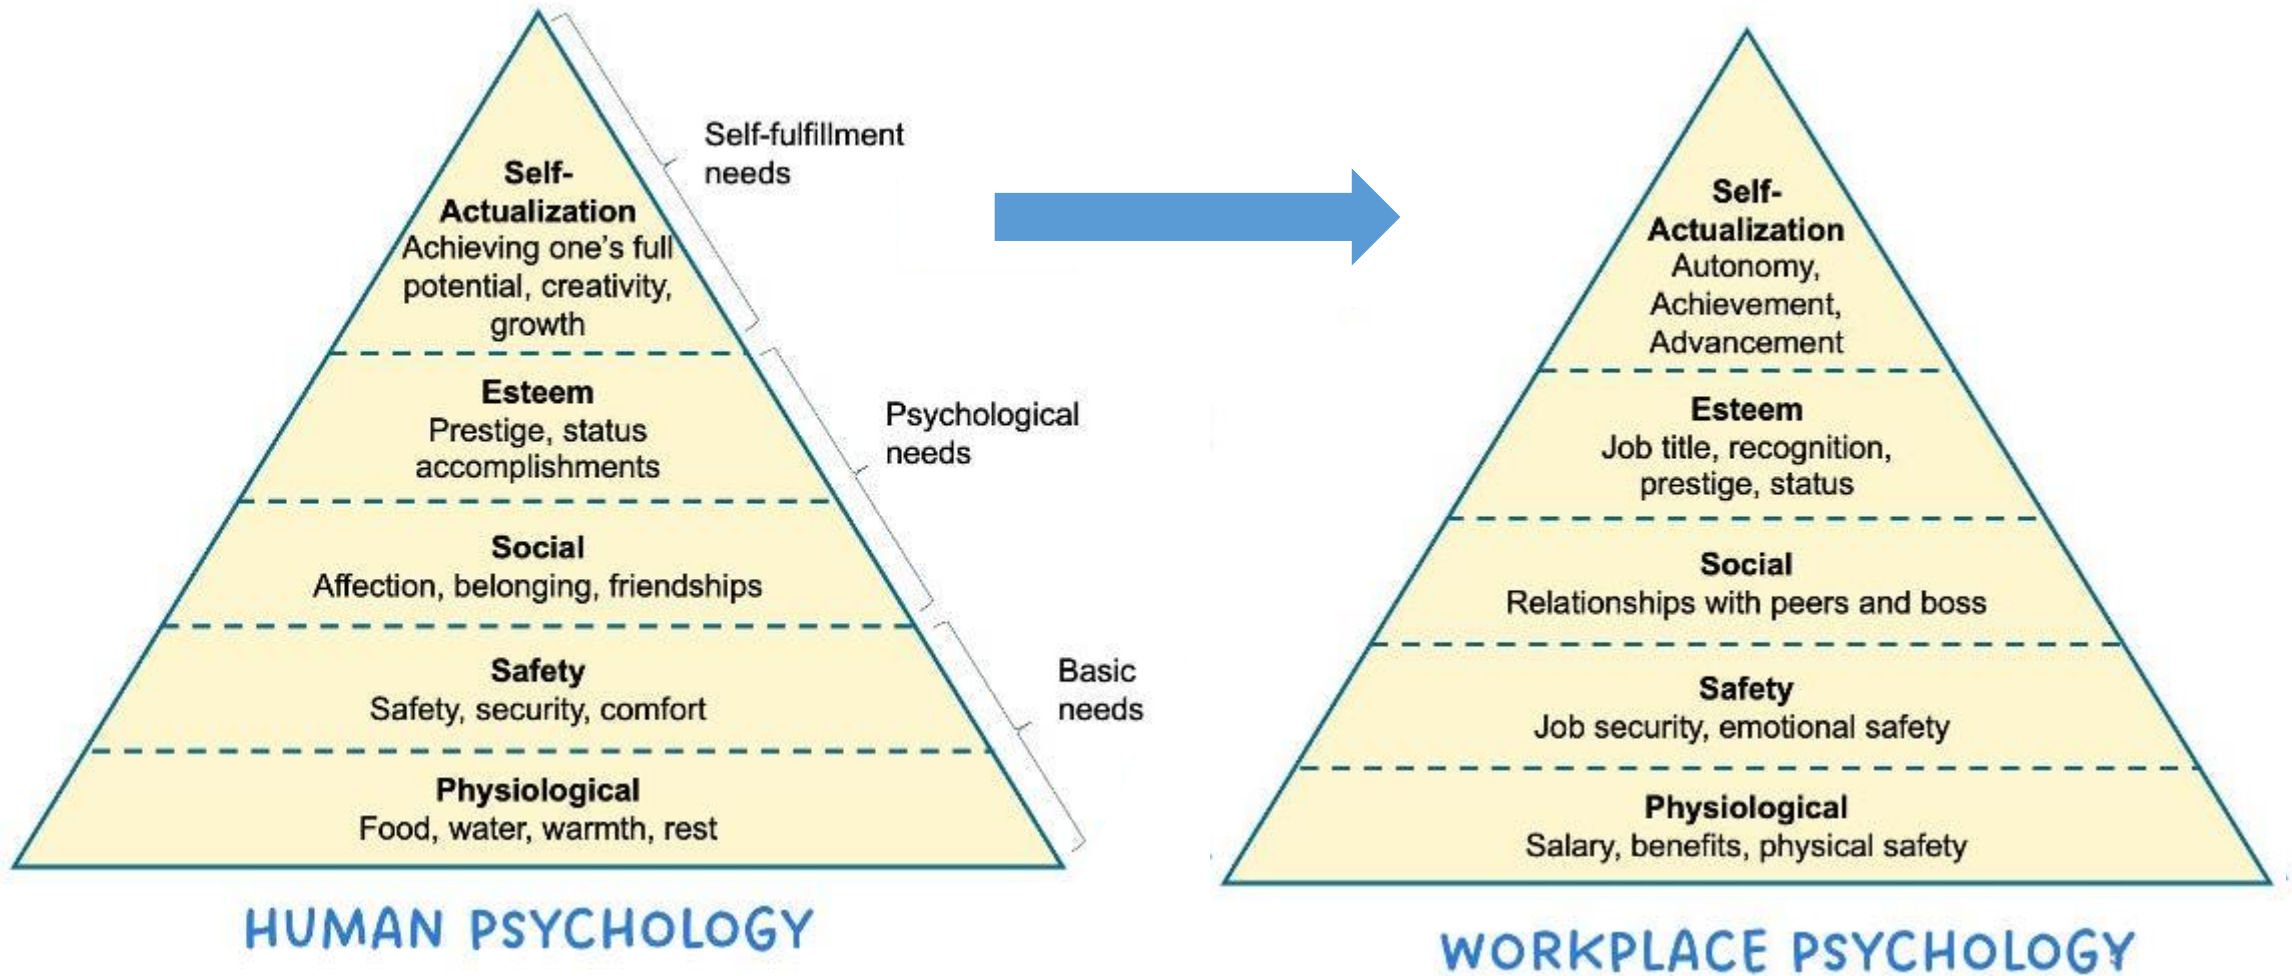 Self-
Actualization
Achieving one's full
potential, creativity,
growth
Esteem
Prestige, status
accomplishments
Social
Affection, belonging, friendships
Safety
Safety, security, comfort
Physiological
Food, water, warmth, rest
Self-fulfillment
needs
Psychological
needs
Basic
needs
HUMAN PSYCHOLOGY
Self-
Actualization
Autonomy,
Achievement,
Advancement
Esteem
Job title, recognition,
prestige, status
Social
Relationships with peers and boss
Safety
Job security, emotional safety
Physiological
Salary, benefits, physical safety
WORKPLACE PSYCHOLOGY